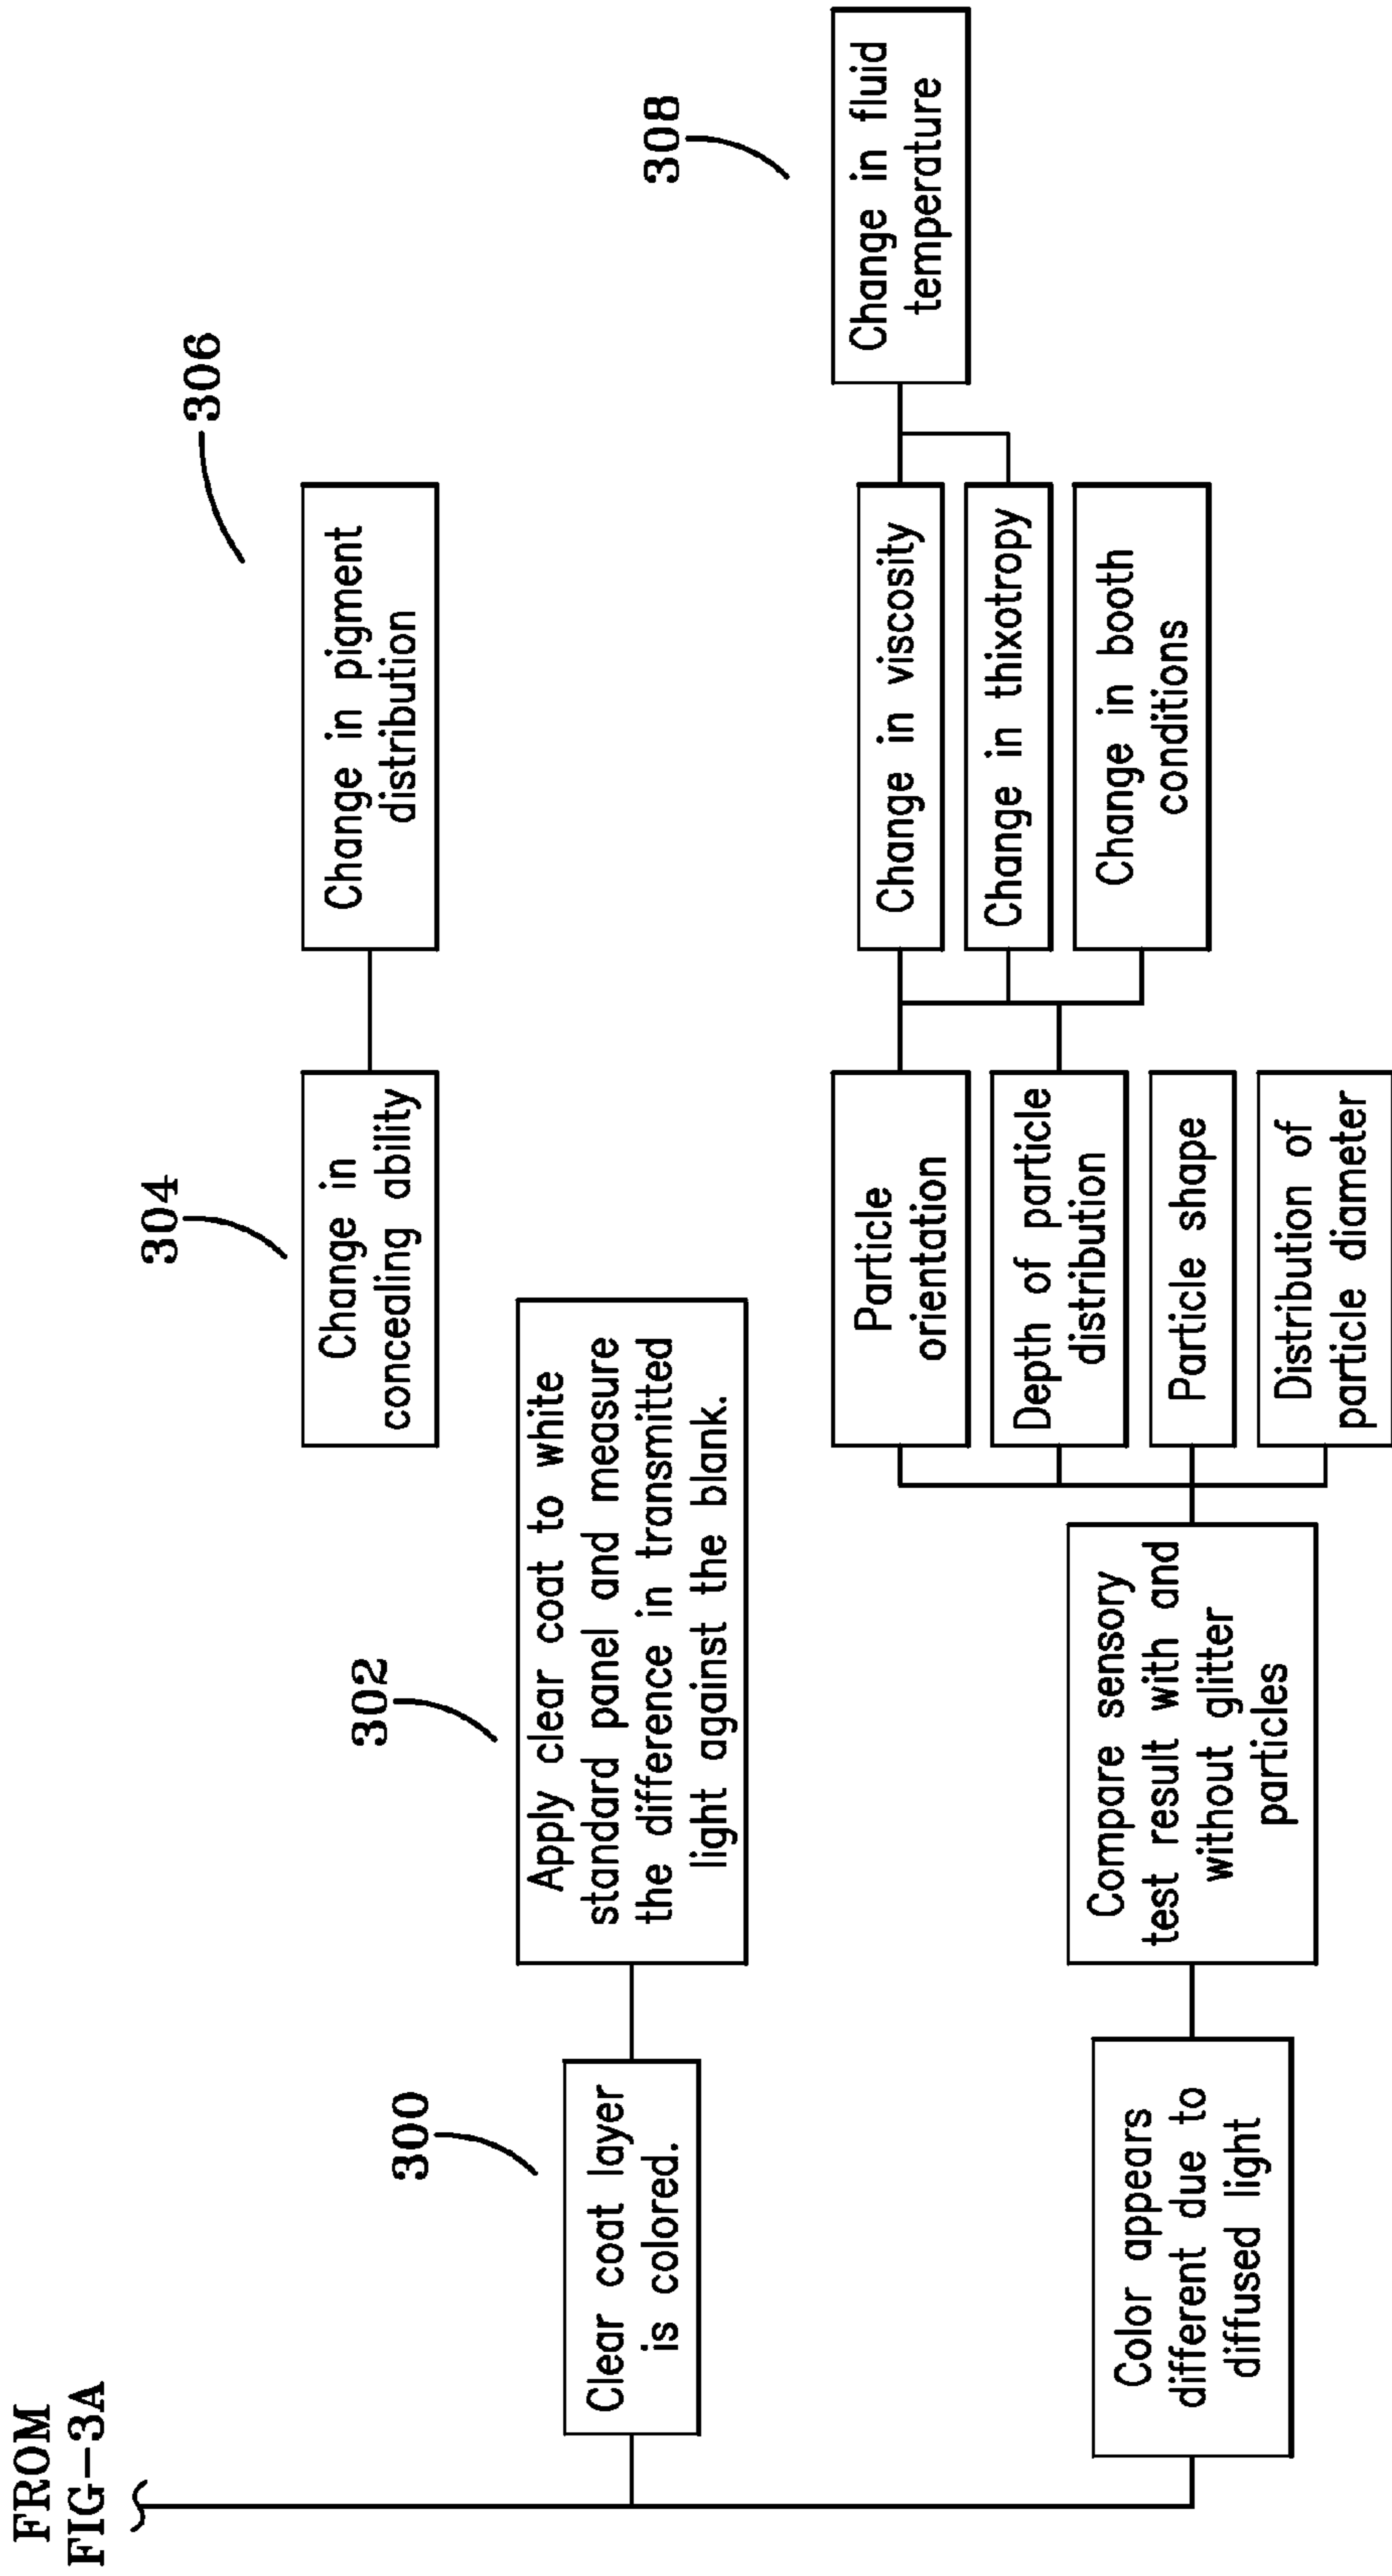 FROM
FIG-3A
300
Clear coat layer
is colored.
302
Apply clear coat to white
standard panel and measure
the difference in transmitted
light against the blank.
304
Change in
concealing ability
306
Change in pigment
distribution
Color appears
different due to
diffused light
Compare sensory
test result with and
without glitter
particles
Particle
orientation
Depth of particle
distribution
Particle shape
Distribution of
particle diameter
Change in viscosity
Change in thixotropy
Change in booth
conditions
308
Change in fluid
temperature